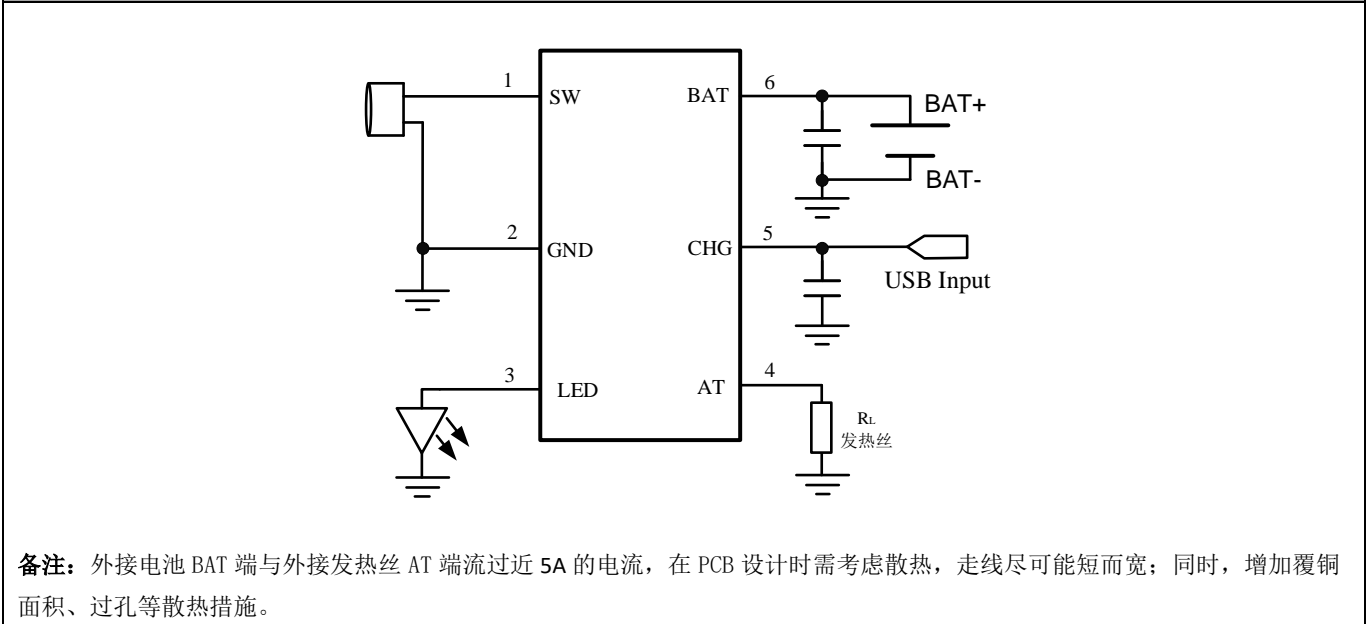 1
SW
BAT
6
BAT+
BAT-
2
GND
CHG
5
USB Input
3
LED
AT
4
RL
发热丝
备注：外接电池 BAT 端与外接发热丝 AT 端流过近 5A 的电流，在 PCB 设计时需考虑散热，走线尽可能短而宽；同时，增加覆铜
面积、过孔等散热措施。